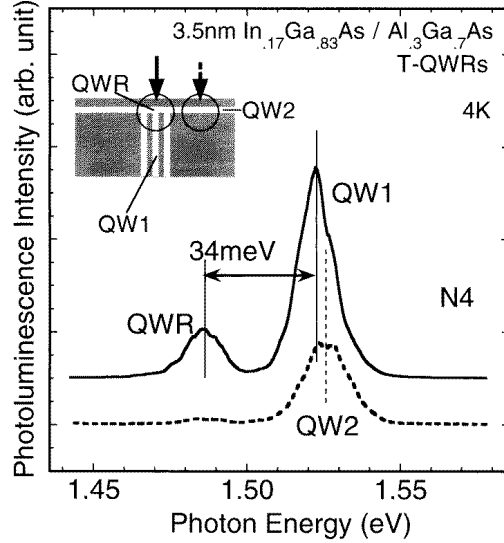 3.5nm In.17Ga.83As / Al.3Ga.7As
T-QWRs
4K
QWR
QW2
QW1
QW1
34meV
N4
QWR
QW2
Photoluminescence Intensity (arb. unit)
1.45 1.50 1.55
Photon Energy (eV)